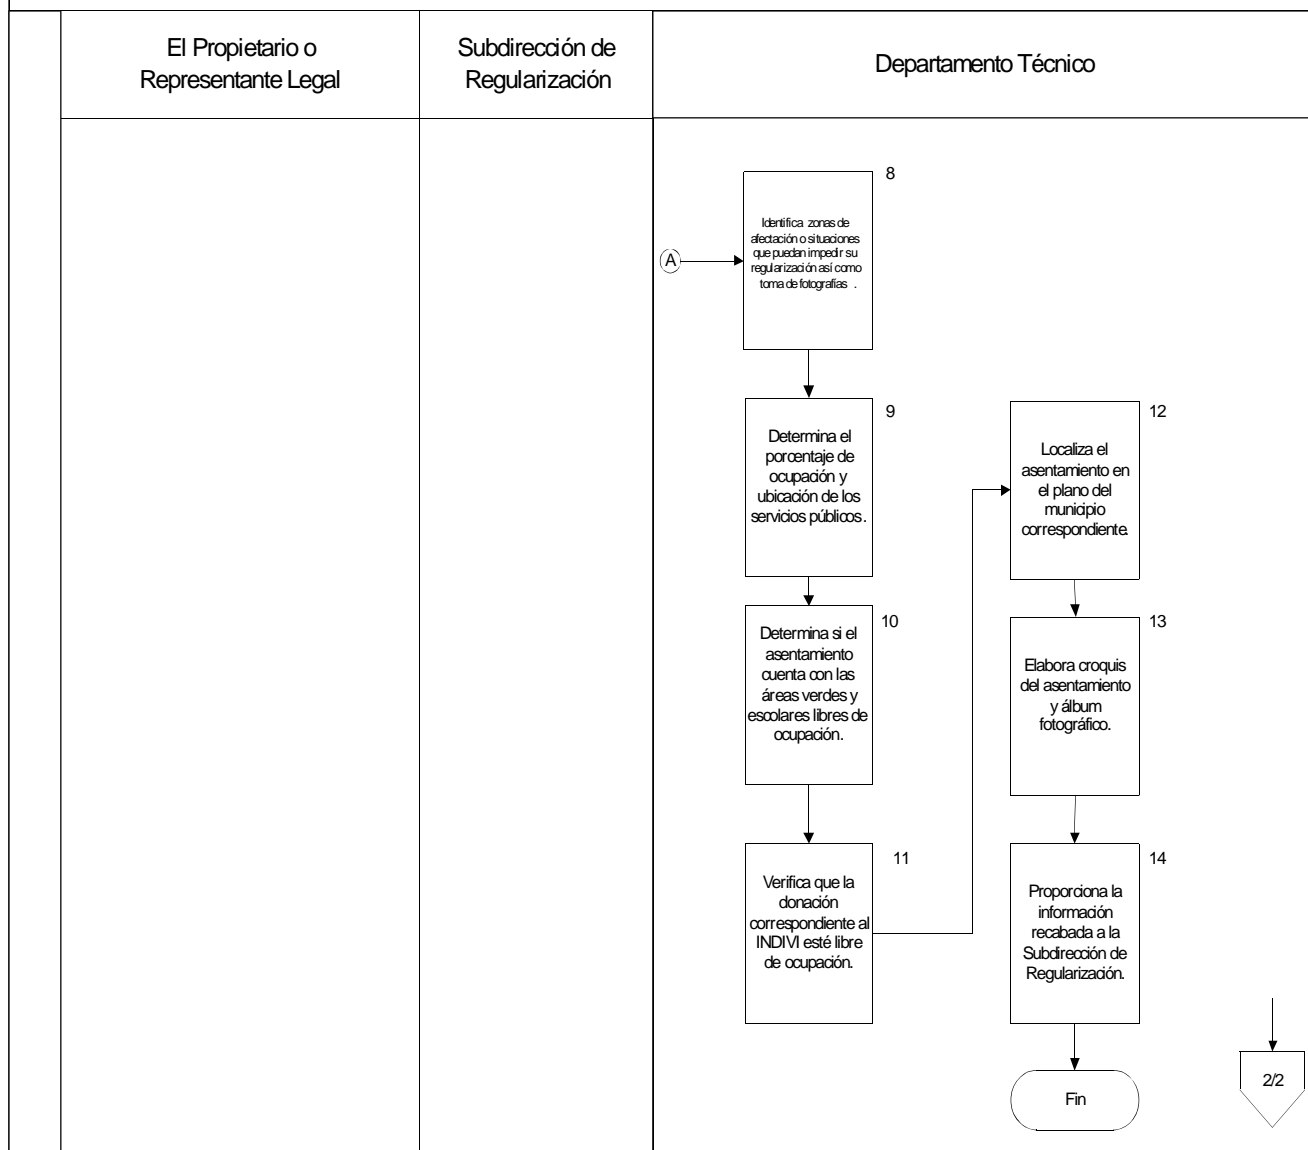 El Propietario o
Representante Legal
Subdirección de
Regularización
Departamento Técnico
8
Identifica zonas de
afectación o situaciones
que puedan impedir su
regularización así como
toma de fotografías .
A
9
Determina el
porcentaje de
ocupación y
ubicación de los
servicios públicos.
10
Determina si el
asentamiento
cuenta con las
áreas verdes y
escolares libres de
ocupación.
11
Verifica que la
donación
correspondiente al
INDIVI esté libre
de ocupación.
12
Localiza el
asentamiento en
el plano del
municipio
correspondiente.
13
Elabora croquis
del asentamiento
y álbum
fotográfico.
14
Proporciona la
información
recabada a la
Subdirección de
Regularización.
Fin
2/2